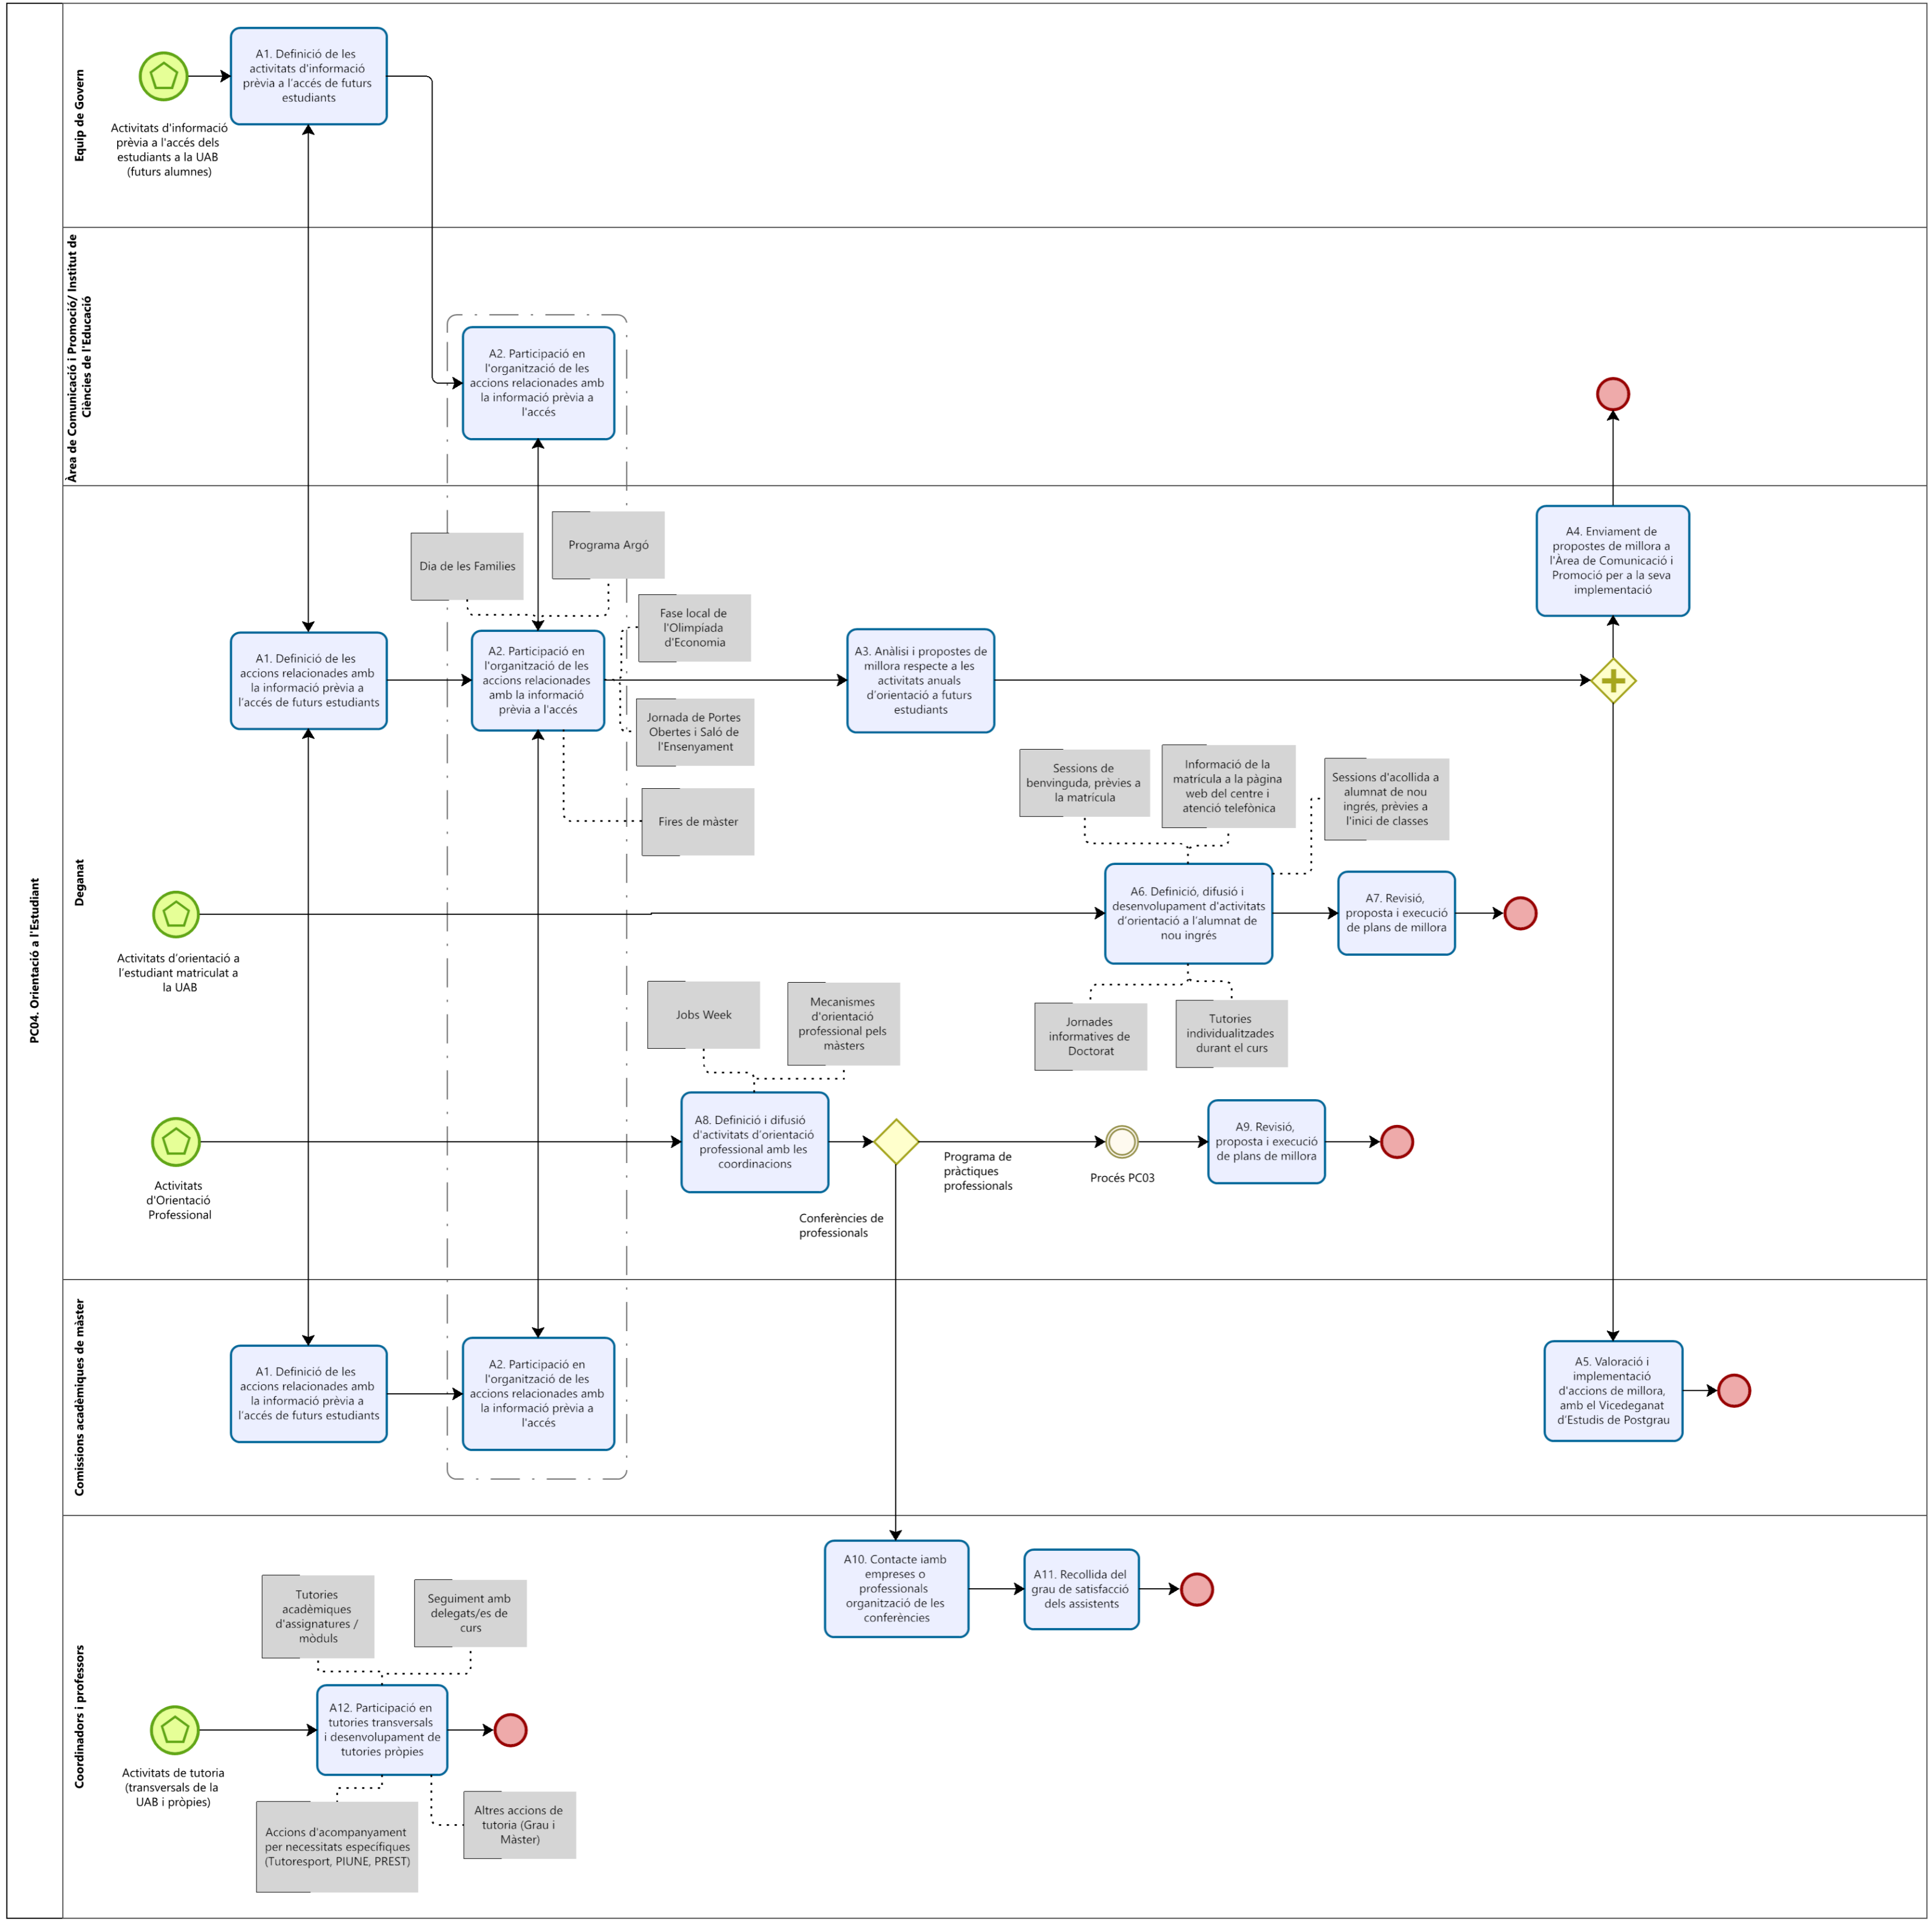 PC04. Orientació a l'Estudiant
Equip de Govern
Activitats d'informació
prèvia a l'accés dels
estudiants a la UAB
(futurs alumnes)
A1. Definició de les
activitats d'informació
prèvia a l'accés de futurs
estudiants
Àrea de Comunicació i Promoció/ Institut de
Ciències de l'Educació
A2. Participació en
l'organització de les
accions relacionades amb
la informació prèvia a
l'accés
Deganat
Dia de les Families
Programa Argó
Fase local de
l'Olimpíada
d'Economia
A1. Definició de les
accions relacionades amb
la informació prèvia a
l'accés de futurs estudiants
A2. Participació en
l'organització de les
accions relacionades
amb la informació
prèvia a l'accés
Jornada de Portes
Obertes i Saló de
l'Ensenyament
Fires de màster
A3. Anàlisi i propostes de
millora respecte a les
activitats anuals
d'orientació a futurs
estudiants
A4. Enviament de
propostes de millora a
l'Àrea de Comunicació i
Promoció per a la seva
implementació
Activitats d'orientació a
l'estudiant matriculat a
la UAB
Sessions de
benvinguda, prèvies a
la matrícula
Informació de la
matrícula a la pàgina
web del centre i
atenció telefònica
Sessions d'acollida a
alumnat de nou
ingrés, prèvies a
l'inici de classes
A6. Definició, difusió i
desenvolupament d'activitats
d'orientació a l'alumnat de
nou ingrés
A7. Revisió,
proposta i execució
de plans de millora
Jornades
informatives de
Doctorat
Tutories
individualitzades
durant el curs
Activitats
d'Orientació
Professional
Jobs Week
Mecanismes
d'orientació
professional pels
màsters
A8. Definició i difusió
d'activitats d'orientació
professional amb les
coordinacions
Programa de
pràctiques
professionals
Procés PC03
A9. Revisió,
proposta i execució
de plans de millora
Conferències de
professionals
Comissions acadèmiques de màster
A1. Definició de les
accions relacionades amb
la informació prèvia a
l'accés de futurs estudiants
A2. Participació en
l'organització de les
accions relacionades amb
la informació prèvia a
l'accés
A5. Valoració i
implementació
d'accions de millora,
amb el Vicedeganat
d'Estudis de Postgrau
Coordinadors i professors
A10. Contacte iamb
empreses o
professionals
organització de les
conferències
A11. Recollida del
grau de satisfacció
dels assistents
Tutories
acadèmiques
d'assignatures /
mòduls
Seguiment amb
delegats/es de
curs
Activitats de tutoria
(transversals de la
UAB i pròpies)
A12. Participació en
tutories transversals
i desenvolupament de
tutories pròpies
Accions d'acompanyament
per necessitats específiques
(Tutoresport, PIUNE, PREST)
Altres accions de
tutoria (Grau i
Màster)